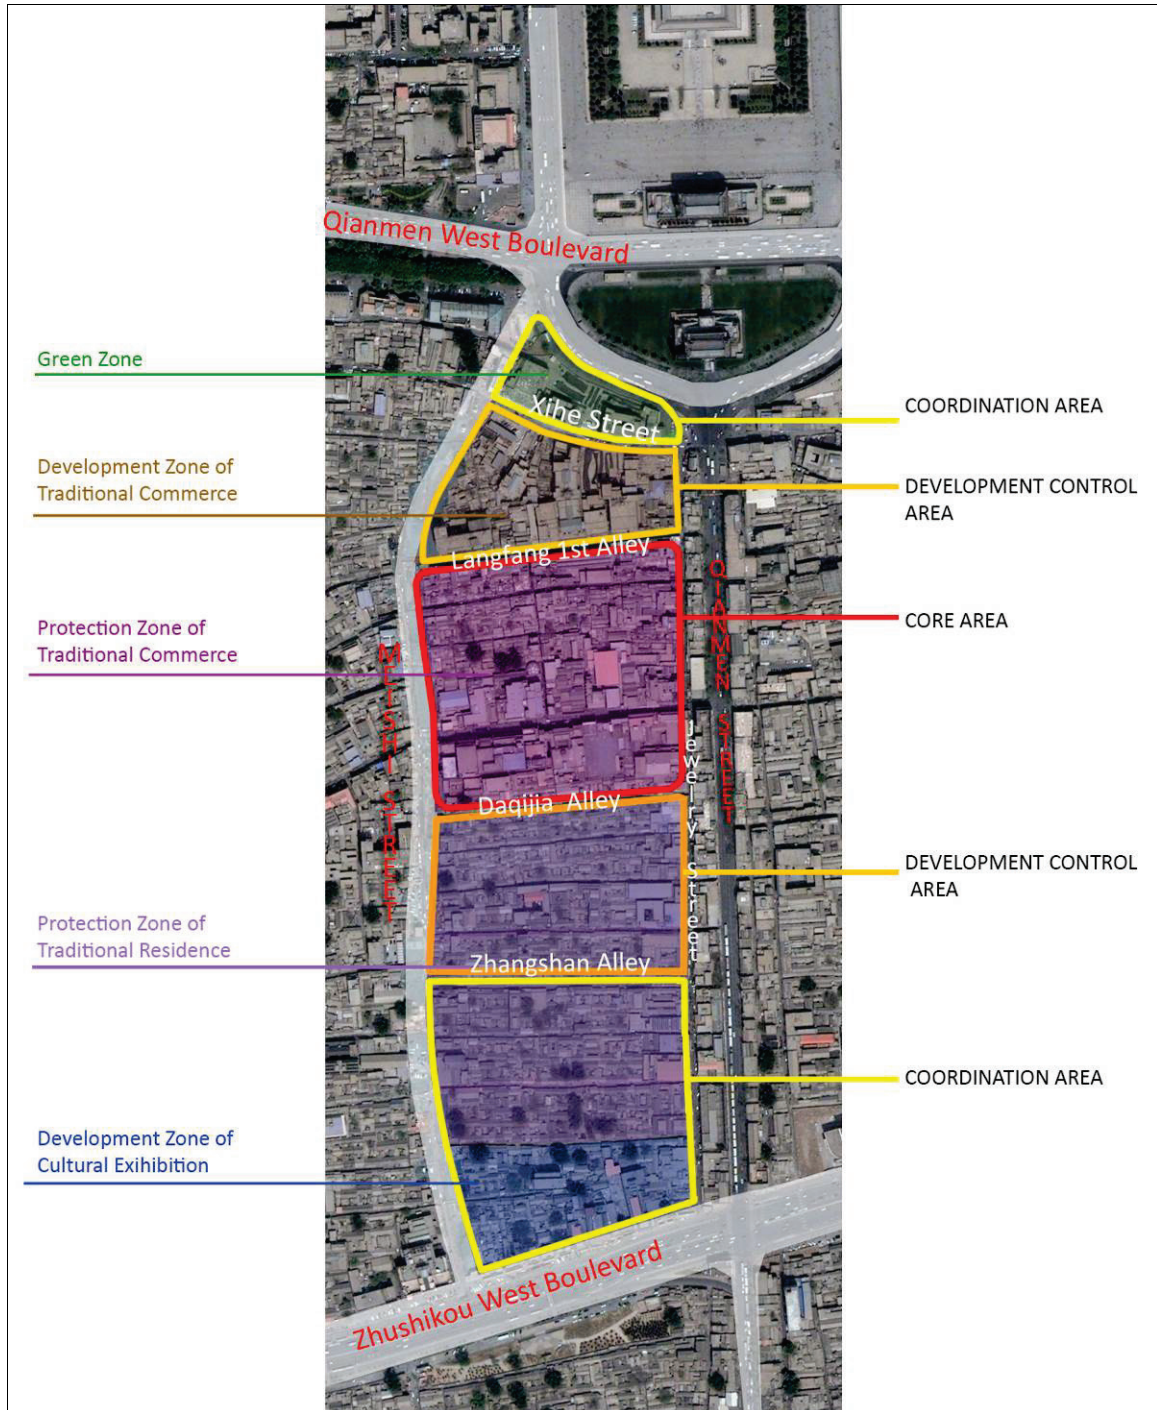 Qianmen West Boulevard
Green Zone
Xihe Street
COORDINATION AREA
Development Zone of
Traditional Commerce
DEVELOPMENT CONTROL
AREA
Langfang 1st Alley
QIANMEN STREET
CORE AREA
Protection Zone of
Traditional Commerce
MEISHI STREET
Jewelry Street
Daqijia Alley
DEVELOPMENT CONTROL
AREA
Protection Zone of
Traditional Residence
Zhangshan Alley
COORDINATION AREA
Development Zone of
Cultural Exihibition
Zhushikou West Boulevard